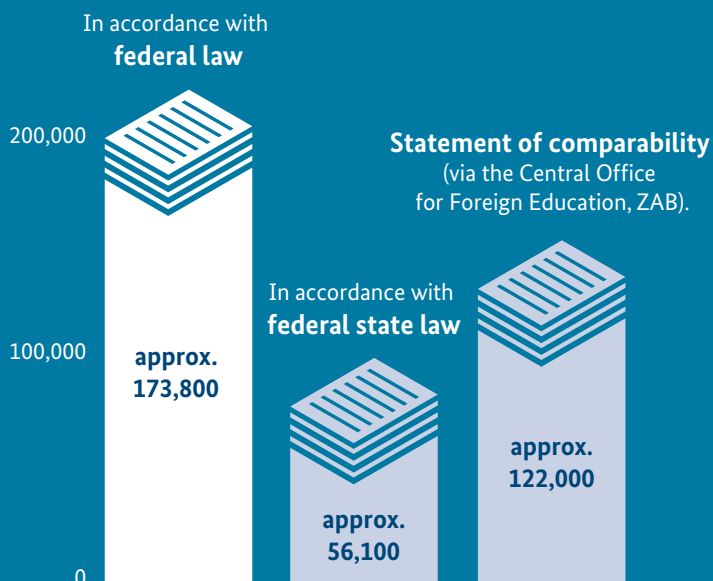 In accordance with
federal law
200,000
Statement of comparability
(via the Central Office
for Foreign Education, ZAB).
In accordance with
federal state law
100,000
approx.
173,800
approx.
122,000
approx.
56,100
0